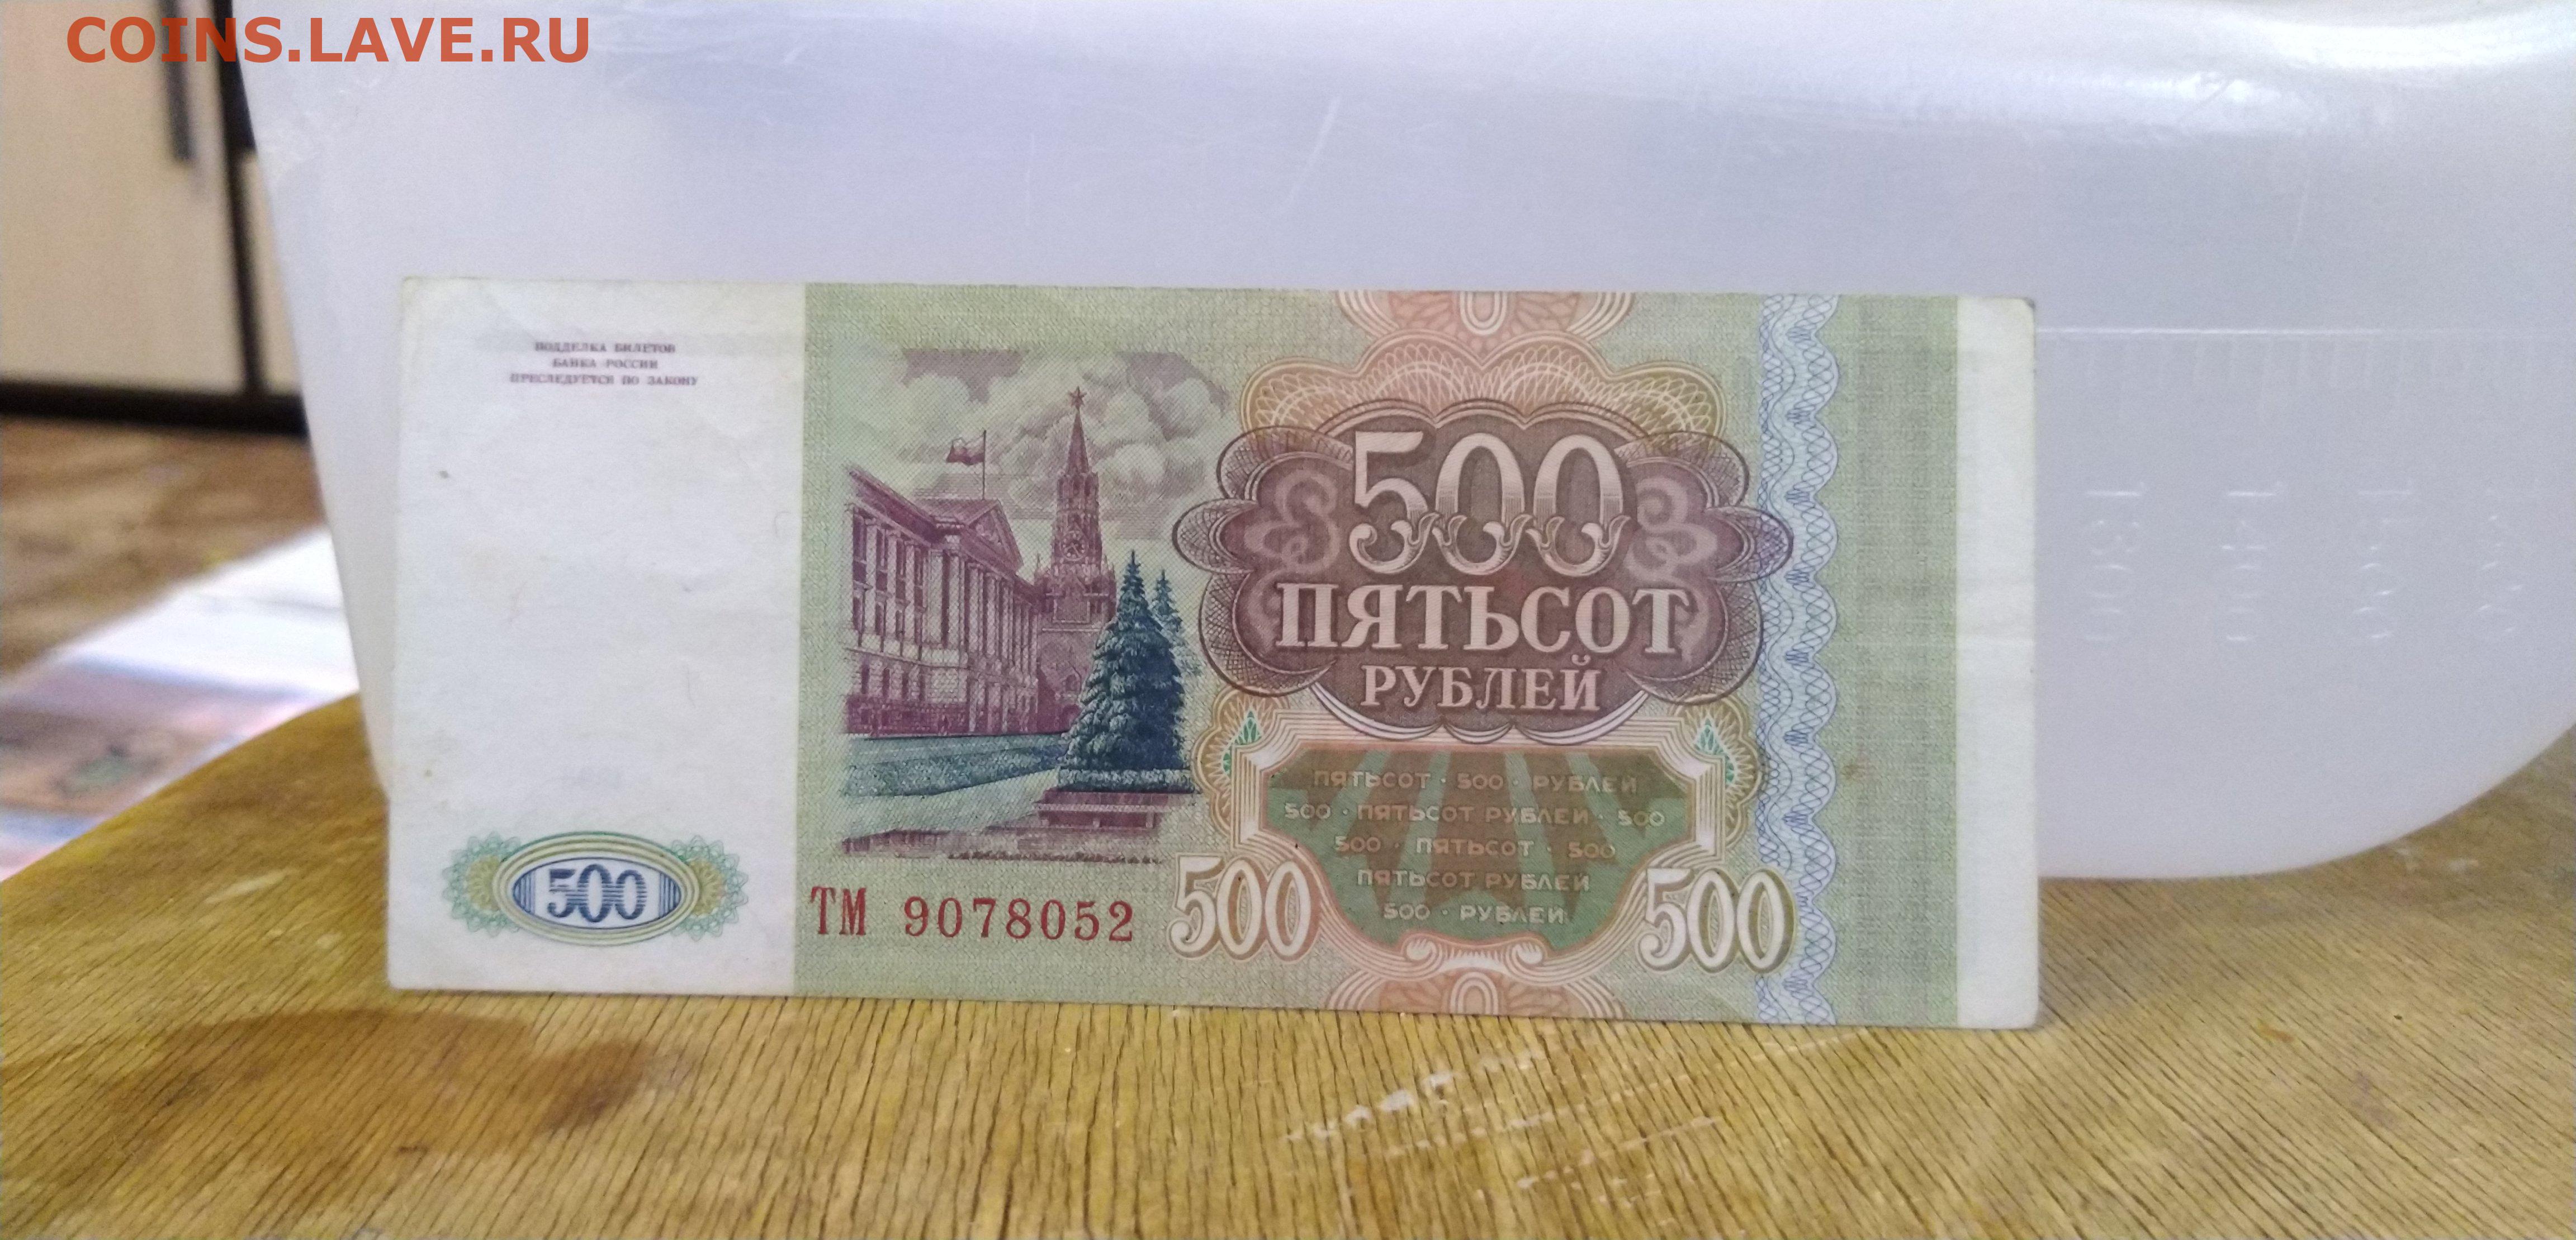 COINS.LAVE.RU
ПОДДЕЛКА БИЛЕТОВ
БАНКА РОССИИ
ПРЕСЛЕДУЕТСЯ ПО ЗАКОНУ
500
ПЯТЬСОТ
РУБЛЕЙ
ПЯТЬСОТ · 500 · РУБЛЕЙ
500 · ПЯТЬСОТ РУБЛЕЙ · 500
500 · ПЯТЬСОТ · 500
ПЯТЬСОТ РУБЛЕЙ
500 · РУБЛЕЙ
500
ТМ 9078052
500
500